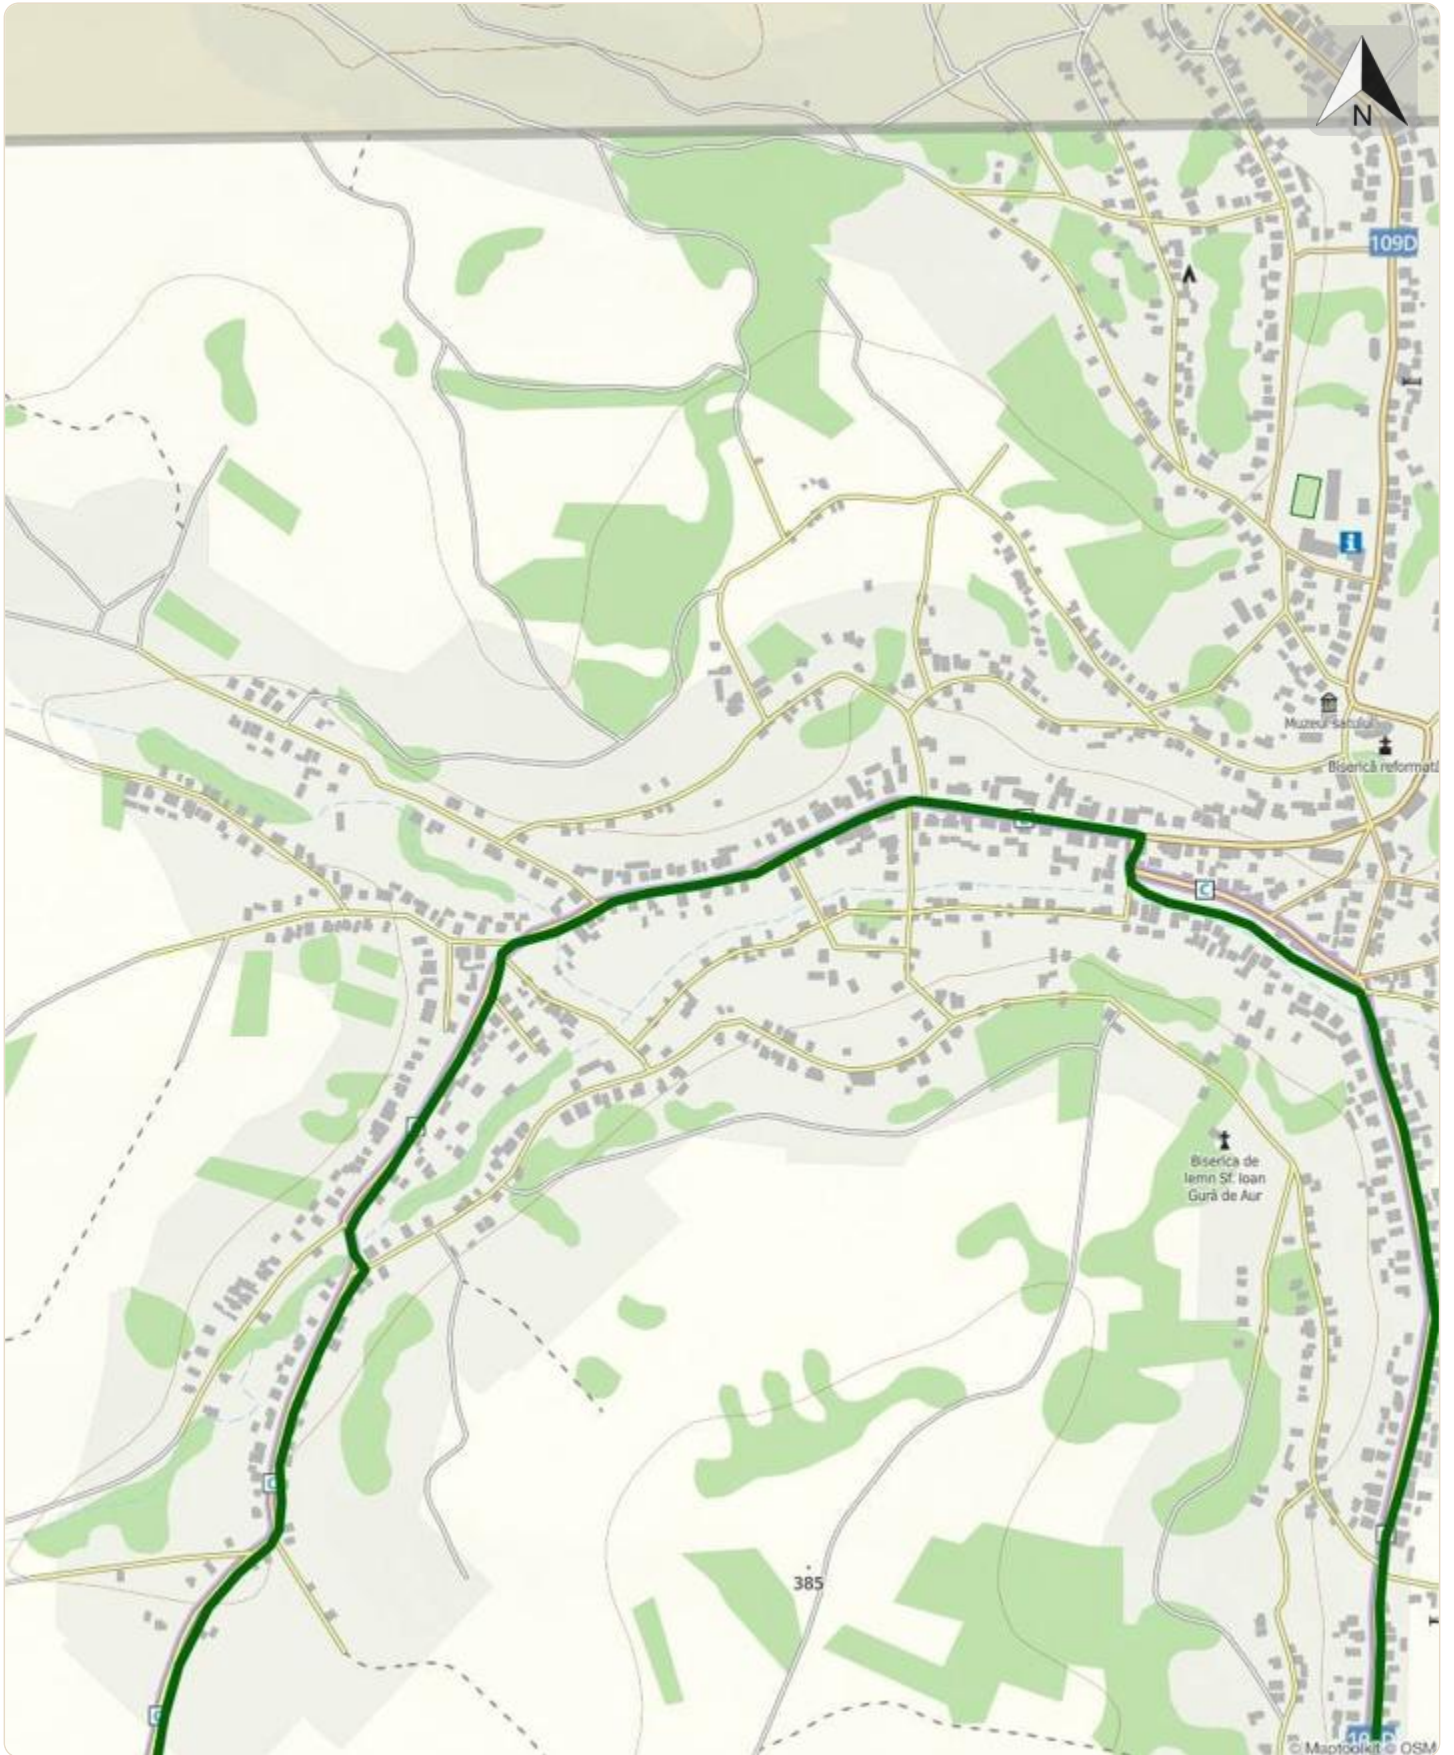 N
109D
i
Muzeul satului
Biserică reformată
C
Biserica de
lemn Sf. Ioan
Gură de Aur
C
385
C
© Maptoolkit © OSM